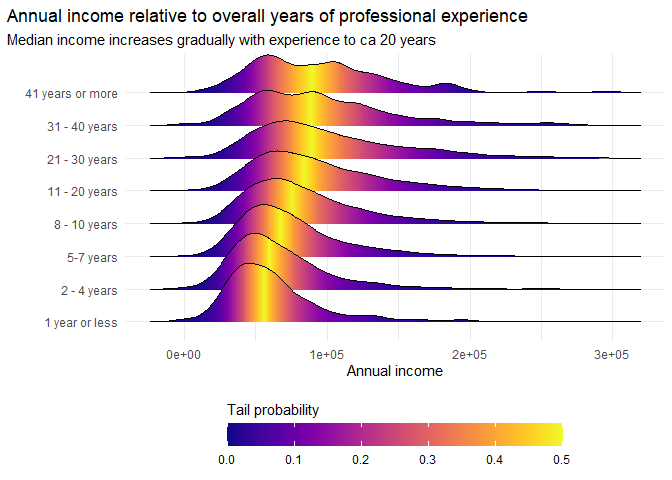 Annual income relative to overall years of professional experience
Median income increases gradually with experience to ca 20 years
41 years or more
31 - 40 years
21 - 30 years
11 - 20 years
8 - 10 years
5-7 years
2 - 4 years
1 year or less
0e+00 1e+05 2e+05 3e+05
Annual income
Tail probability
0.0 0.1 0.2 0.3 0.4 0.5